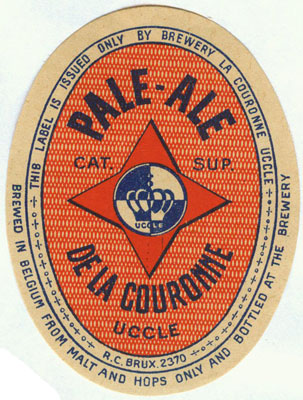 THIS LABEL IS ISSUED ONLY BY BREWERY LA COURONNE UCCLE
PALE-ALE
CAT. SUP.
UCCLE
DE LA COURONNE
UCCLE
R.C. BRUX. 2370
BREWED IN BELGIUM FROM MALT AND HOPS ONLY AND BOTTLED AT THE BREWERY